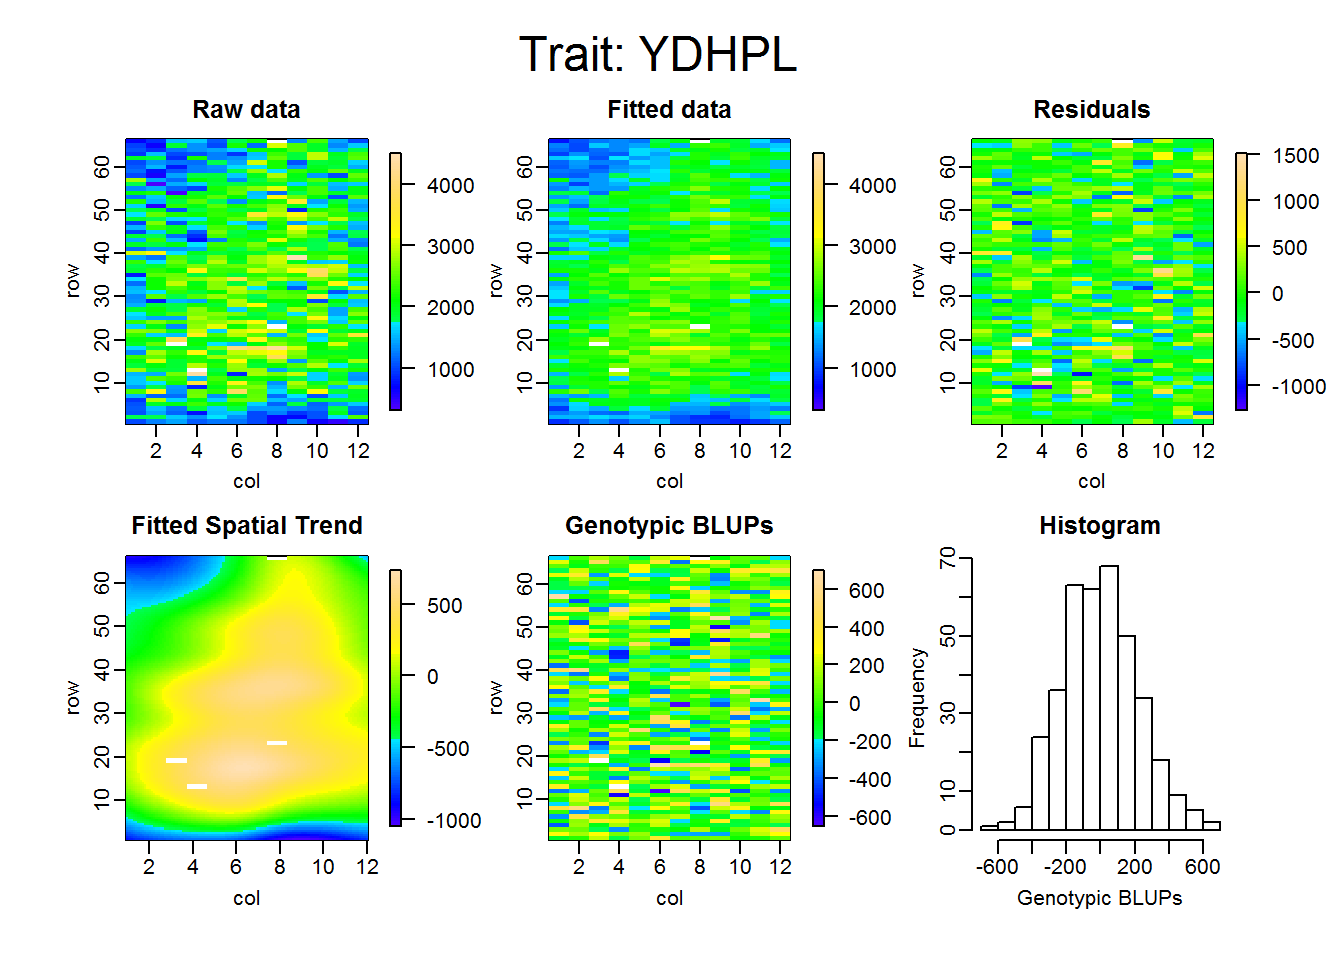 Trait: YDHPL
Raw data
Fitted data
Residuals
row
10 20 30 40 50 60
2 4 6 8 10 12
col
4000
3000
2000
1000
row
10 20 30 40 50 60
2 4 6 8 10 12
col
4000
3000
2000
1000
row
10 20 30 40 50 60
2 4 6 8 10 12
col
1500
1000
500
0
-500
-1000
Fitted Spatial Trend
Genotypic BLUPs
Histogram
row
10 20 30 40 50 60
2 4 6 8 10 12
col
500
0
-500
-1000
row
10 20 30 40 50 60
2 4 6 8 10 12
col
600
400
200
0
-200
-400
-600
Frequency
0 10 30 50 70
-600 -200 200 600
Genotypic BLUPs